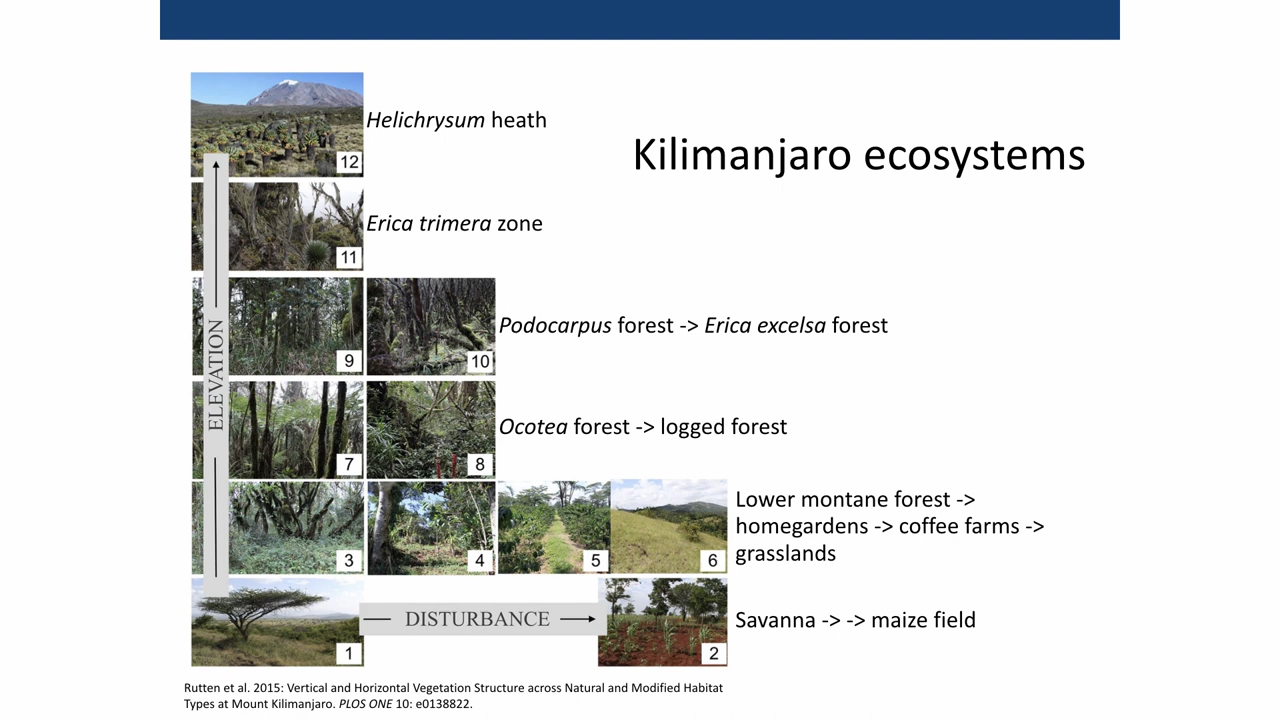 Kilimanjaro ecosystems
Helichrysum heath
12
Erica trimera zone
11
Podocarpus forest -> Erica excelsa forest
9
10
Ocotea forest -> logged forest
7
8
Lower montane forest ->
homegardens -> coffee farms ->
grasslands
3
4
5
6
Savanna -> -> maize field
1
2
ELEVATION
DISTURBANCE
Rutten et al. 2015: Vertical and Horizontal Vegetation Structure across Natural and Modified Habitat
Types at Mount Kilimanjaro. PLOS ONE 10: e0138822.